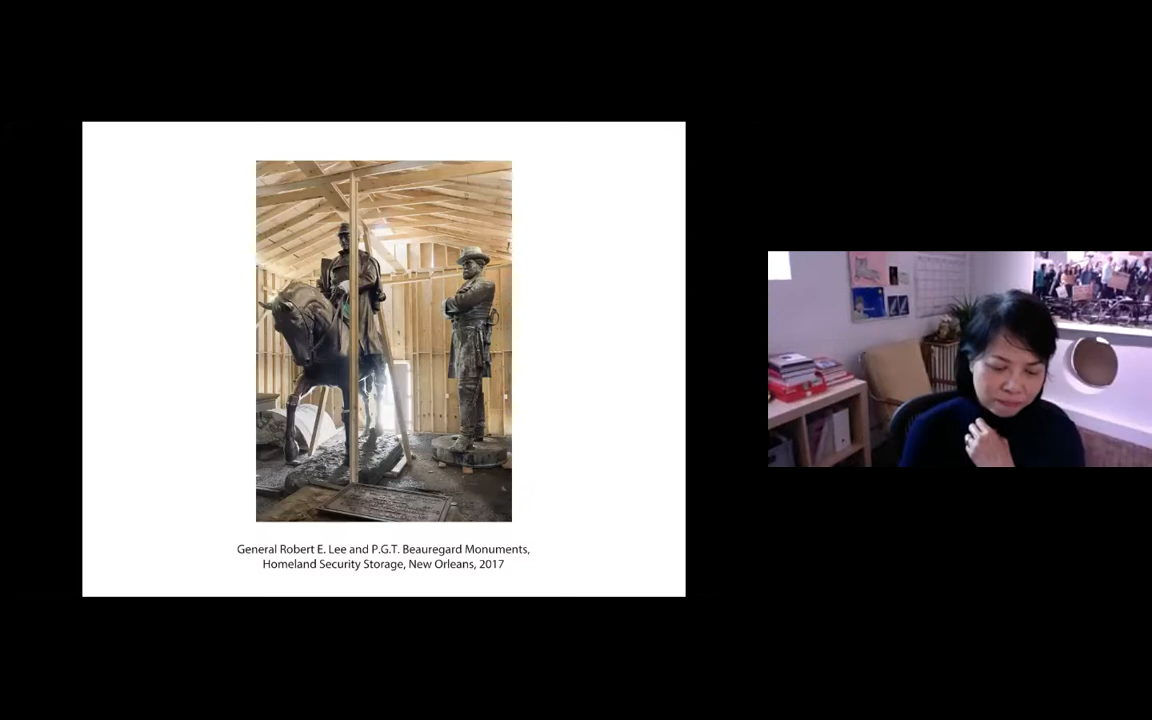 General Robert E. Lee and P.G.T. Beauregard Monuments,
Homeland Security Storage, New Orleans, 2017